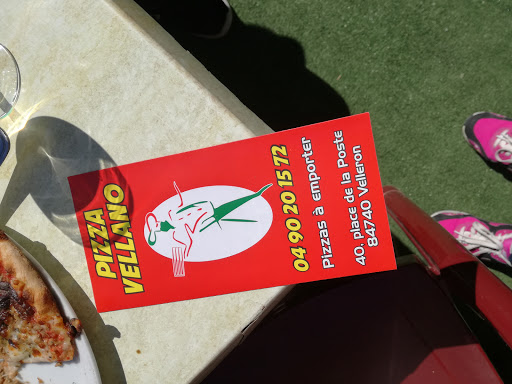 PIZZA
VELLANO
04 90 20 15 72
Pizzas à emporter
40. place de la Poste
84740 Velleron